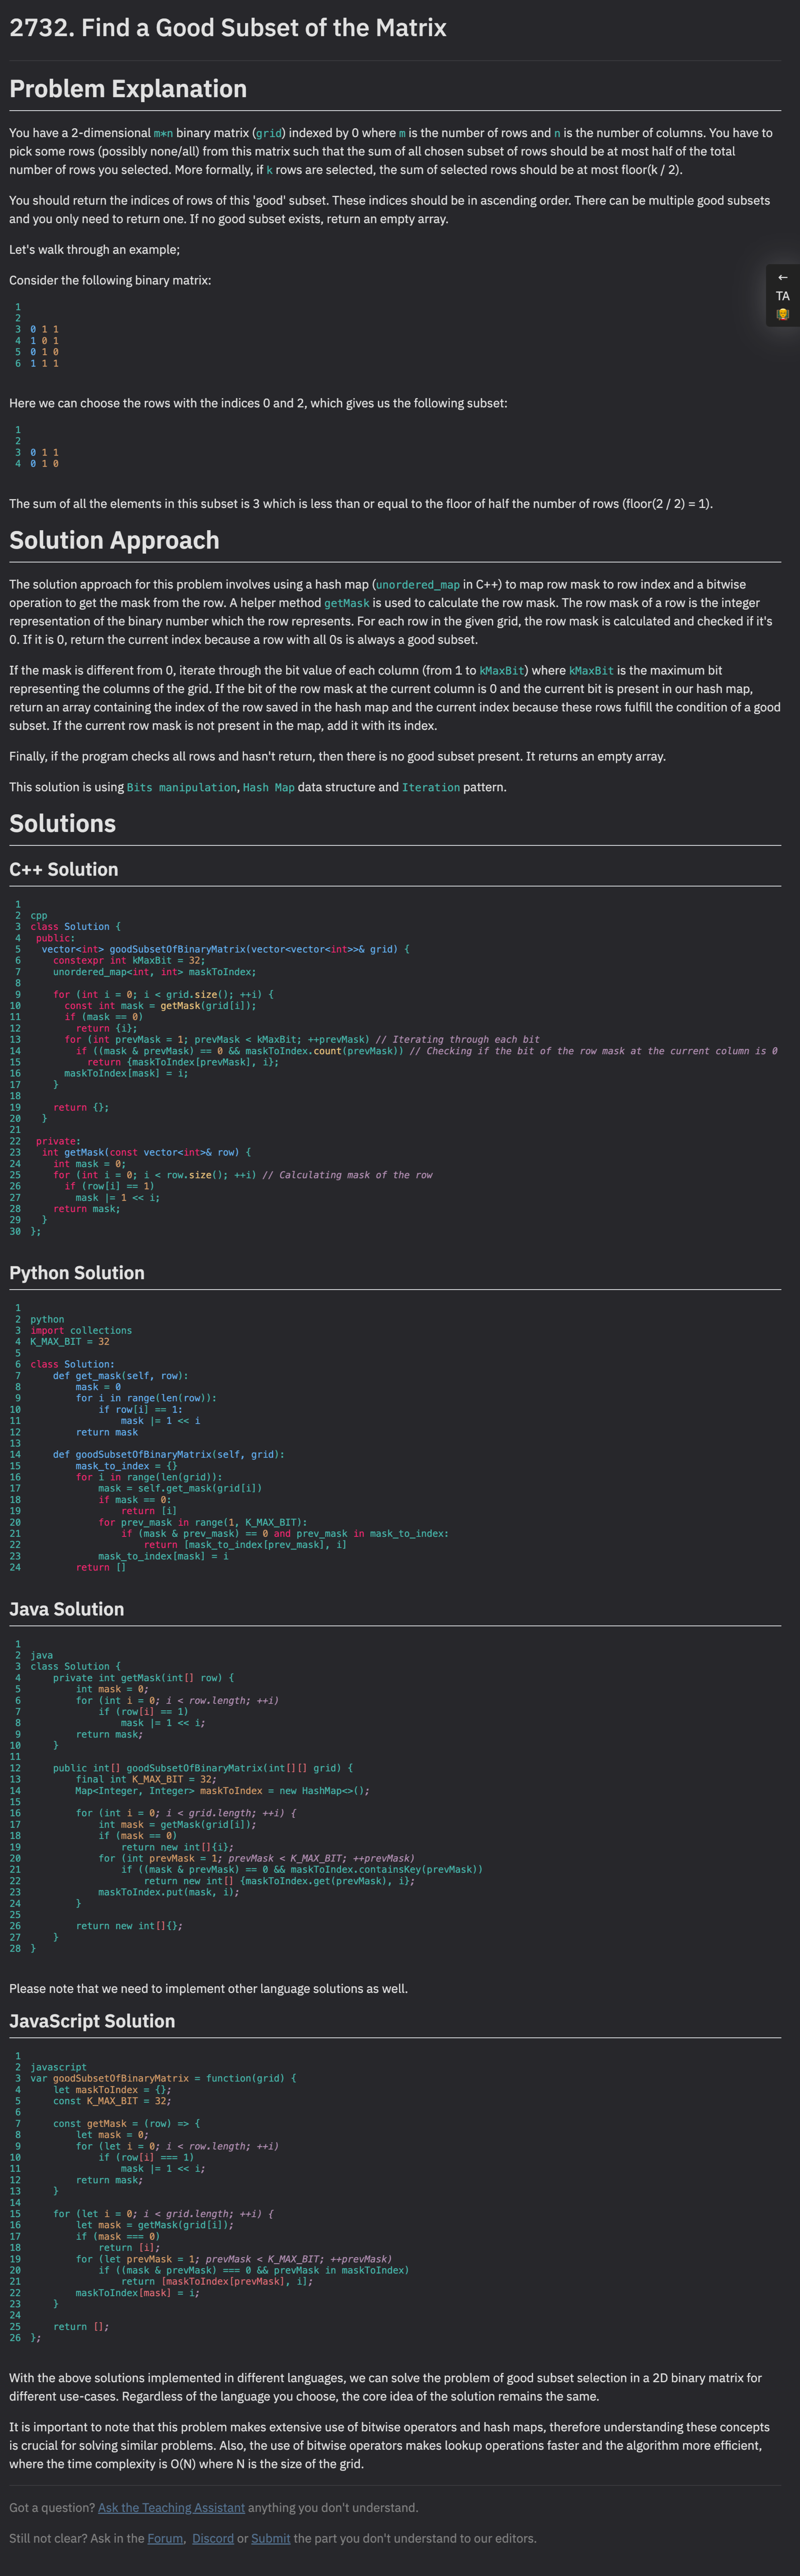 2732. Find a Good Subset of the Matrix
Problem Explanation
You have a 2-dimensional m*n binary matrix (grid) indexed by 0 where m is the number of rows and n is the number of columns. You have to
pick some rows (possibly none/all) from this matrix such that the sum of all chosen subset of rows should be at most half of the total
number of rows you selected. More formally, if k rows are selected, the sum of selected rows should be at most floor(k / 2).
You should return the indices of rows of this 'good' subset. These indices should be in ascending order. There can be multiple good subsets
and you only need to return one. If no good subset exists, return an empty array.
Let's walk through an example;
Consider the following binary matrix:
←
TA
1
2
3 0 1 1
4 1 0 1
5 0 1 0
6 1 1 1
Here we can choose the rows with the indices 0 and 2, which gives us the following subset:
1
2
3 0 1 1
4 0 1 0
The sum of all the elements in this subset is 3 which is less than or equal to the floor of half the number of rows (floor(2 / 2) = 1).
Solution Approach
The solution approach for this problem involves using a hash map (unordered_map in C++) to map row mask to row index and a bitwise
operation to get the mask from the row. A helper method getMask is used to calculate the row mask. The row mask of a row is the integer
representation of the binary number which the row represents. For each row in the given grid, the row mask is calculated and checked if it's
0. If it is 0, return the current index because a row with all 0s is always a good subset.
If the mask is different from 0, iterate through the bit value of each column (from 1 to kMaxBit) where kMaxBit is the maximum bit
representing the columns of the grid. If the bit of the row mask at the current column is 0 and the current bit is present in our hash map,
return an array containing the index of the row saved in the hash map and the current index because these rows fulfill the condition of a good
subset. If the current row mask is not present in the map, add it with its index.
Finally, if the program checks all rows and hasn't return, then there is no good subset present. It returns an empty array.
This solution is using Bits manipulation, Hash Map data structure and Iteration pattern.
Solutions
C++ Solution
1
2 cpp
3 class Solution {
4  public:
5   vector<int> goodSubsetOfBinaryMatrix(vector<vector<int>>& grid) {
6     constexpr int kMaxBit = 32;
7     unordered_map<int, int> maskToIndex;
8
9     for (int i = 0; i < grid.size(); ++i) {
10       const int mask = getMask(grid[i]);
11       if (mask == 0)
12         return {i};
13       for (int prevMask = 1; prevMask < kMaxBit; ++prevMask) // Iterating through each bit
14         if ((mask & prevMask) == 0 && maskToIndex.count(prevMask)) // Checking if the bit of the row mask at the current column is 0
15           return {maskToIndex[prevMask], i};
16       maskToIndex[mask] = i;
17     }
18
19     return {};
20   }
21
22  private:
23   int getMask(const vector<int>& row) {
24     int mask = 0;
25     for (int i = 0; i < row.size(); ++i) // Calculating mask of the row
26       if (row[i] == 1)
27         mask |= 1 << i;
28     return mask;
29   }
30 };
Python Solution
1
2 python
3 import collections
4 K_MAX_BIT = 32
5
6 class Solution:
7     def get_mask(self, row):
8         mask = 0
9         for i in range(len(row)):
10             if row[i] == 1:
11                 mask |= 1 << i
12         return mask
13
14     def goodSubsetOfBinaryMatrix(self, grid):
15         mask_to_index = {}
16         for i in range(len(grid)):
17             mask = self.get_mask(grid[i])
18             if mask == 0:
19                 return [i]
20             for prev_mask in range(1, K_MAX_BIT):
21                 if (mask & prev_mask) == 0 and prev_mask in mask_to_index:
22                     return [mask_to_index[prev_mask], i]
23             mask_to_index[mask] = i
24         return []
Java Solution
1
2 java
3 class Solution {
4     private int getMask(int[] row) {
5         int mask = 0;
6         for (int i = 0; i < row.length; ++i)
7             if (row[i] == 1)
8                 mask |= 1 << i;
9         return mask;
10     }
11
12     public int[] goodSubsetOfBinaryMatrix(int[][] grid) {
13         final int K_MAX_BIT = 32;
14         Map<Integer, Integer> maskToIndex = new HashMap<>();
15
16         for (int i = 0; i < grid.length; ++i) {
17             int mask = getMask(grid[i]);
18             if (mask == 0)
19                 return new int[]{i};
20             for (int prevMask = 1; prevMask < K_MAX_BIT; ++prevMask)
21                 if ((mask & prevMask) == 0 && maskToIndex.containsKey(prevMask))
22                     return new int[] {maskToIndex.get(prevMask), i};
23             maskToIndex.put(mask, i);
24         }
25
26         return new int[]{};
27     }
28 }
Please note that we need to implement other language solutions as well.
JavaScript Solution
1
2 javascript
3 var goodSubsetOfBinaryMatrix = function(grid) {
4     let maskToIndex = {};
5     const K_MAX_BIT = 32;
6
7     const getMask = (row) => {
8         let mask = 0;
9         for (let i = 0; i < row.length; ++i)
10             if (row[i] === 1)
11                 mask |= 1 << i;
12         return mask;
13     }
14
15     for (let i = 0; i < grid.length; ++i) {
16         let mask = getMask(grid[i]);
17         if (mask === 0)
18             return [i];
19         for (let prevMask = 1; prevMask < K_MAX_BIT; ++prevMask)
20             if ((mask & prevMask) === 0 && prevMask in maskToIndex)
21                 return [maskToIndex[prevMask], i];
22         maskToIndex[mask] = i;
23     }
24
25     return [];
26 };
With the above solutions implemented in different languages, we can solve the problem of good subset selection in a 2D binary matrix for
different use-cases. Regardless of the language you choose, the core idea of the solution remains the same.
It is important to note that this problem makes extensive use of bitwise operators and hash maps, therefore understanding these concepts
is crucial for solving similar problems. Also, the use of bitwise operators makes lookup operations faster and the algorithm more efficient,
where the time complexity is O(N) where N is the size of the grid.
Got a question? Ask the Teaching Assistant anything you don't understand.
Still not clear? Ask in the Forum, Discord or Submit the part you don't understand to our editors.